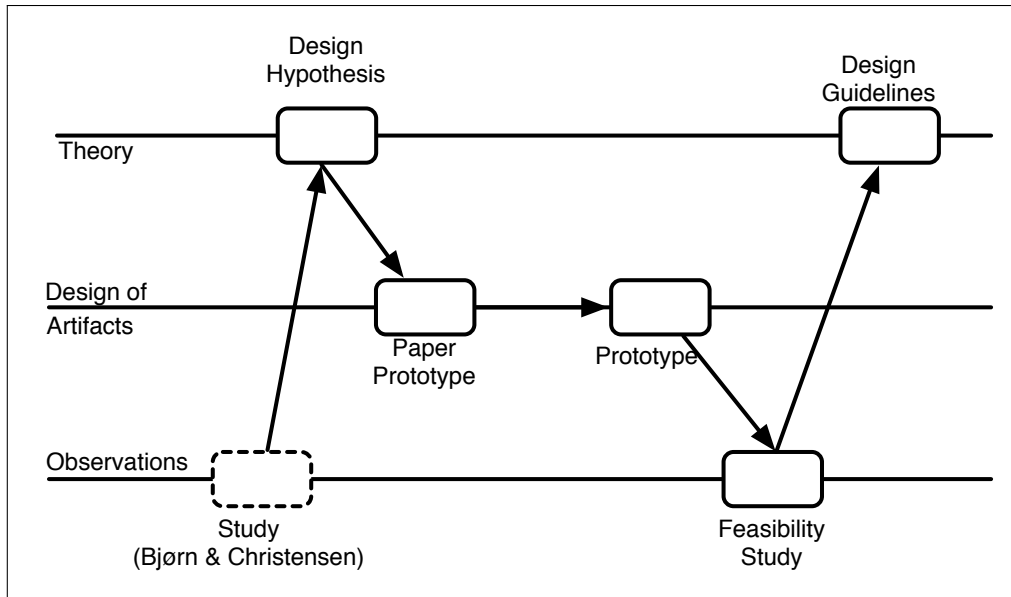 Design
Hypothesis
Design
Guidelines
Theory
Design of
Artifacts
Paper
Prototype
Prototype
Observations
Study
(Bjørn & Christensen)
Feasibility
Study